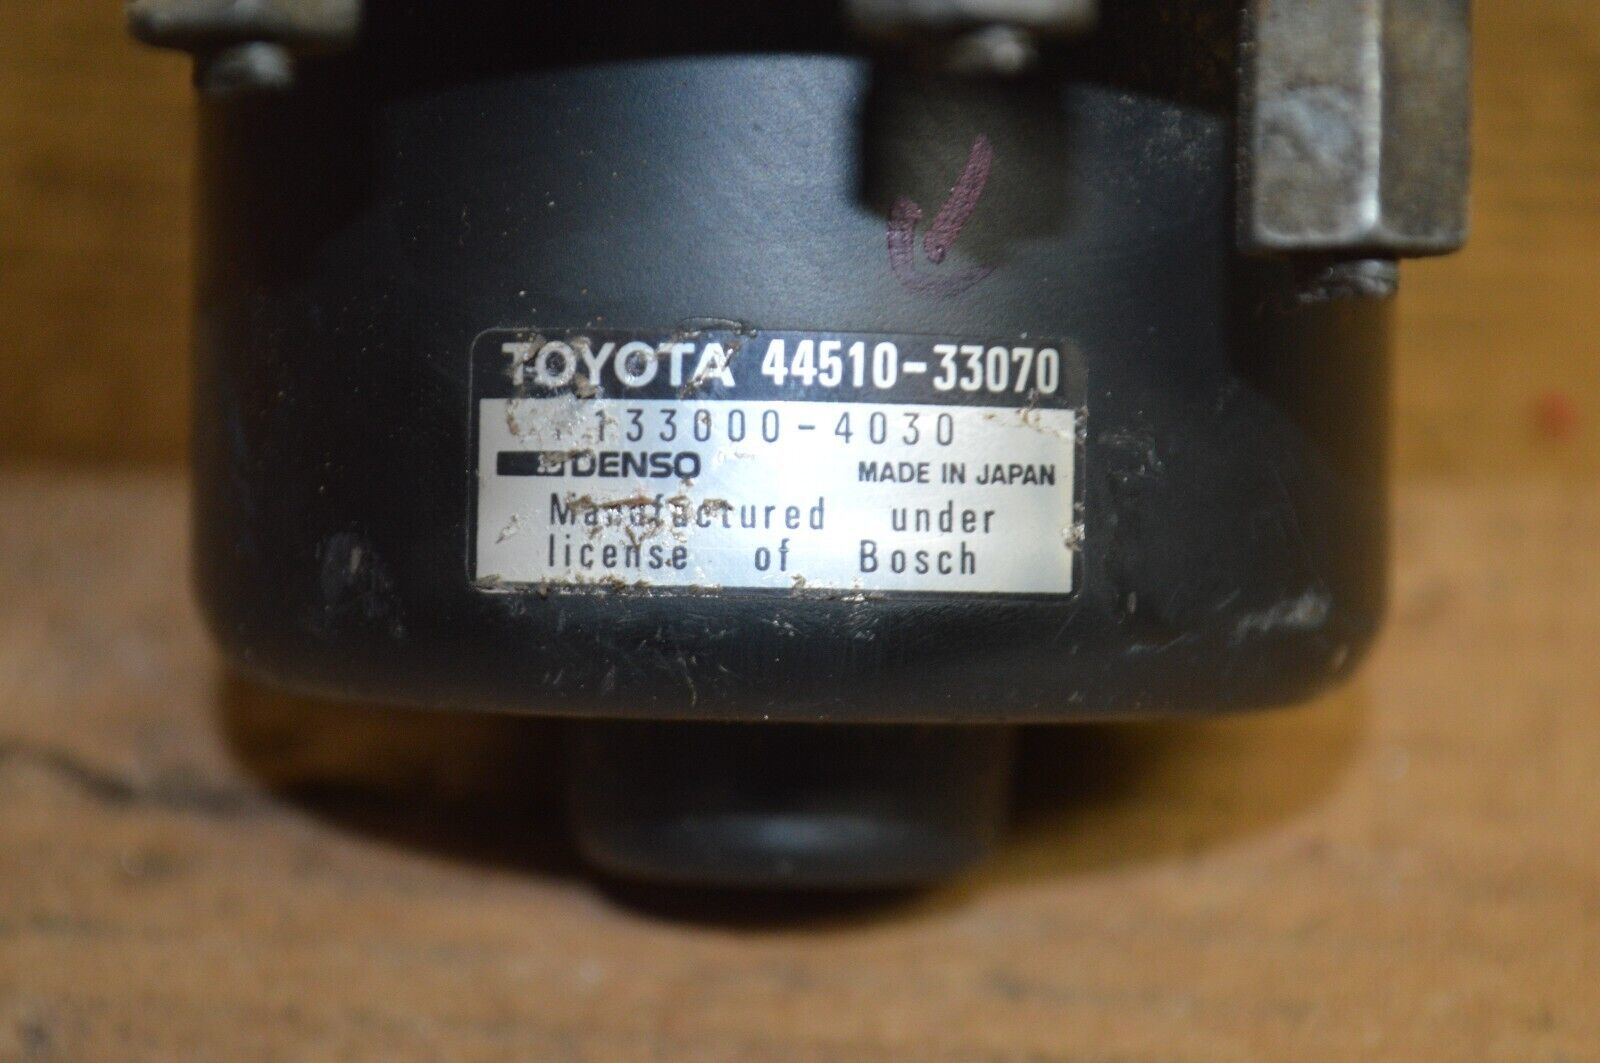 TOYOTA 44510-33070
133000-4030
DENSO MADE IN JAPAN
Manufactured under
license of Bosch